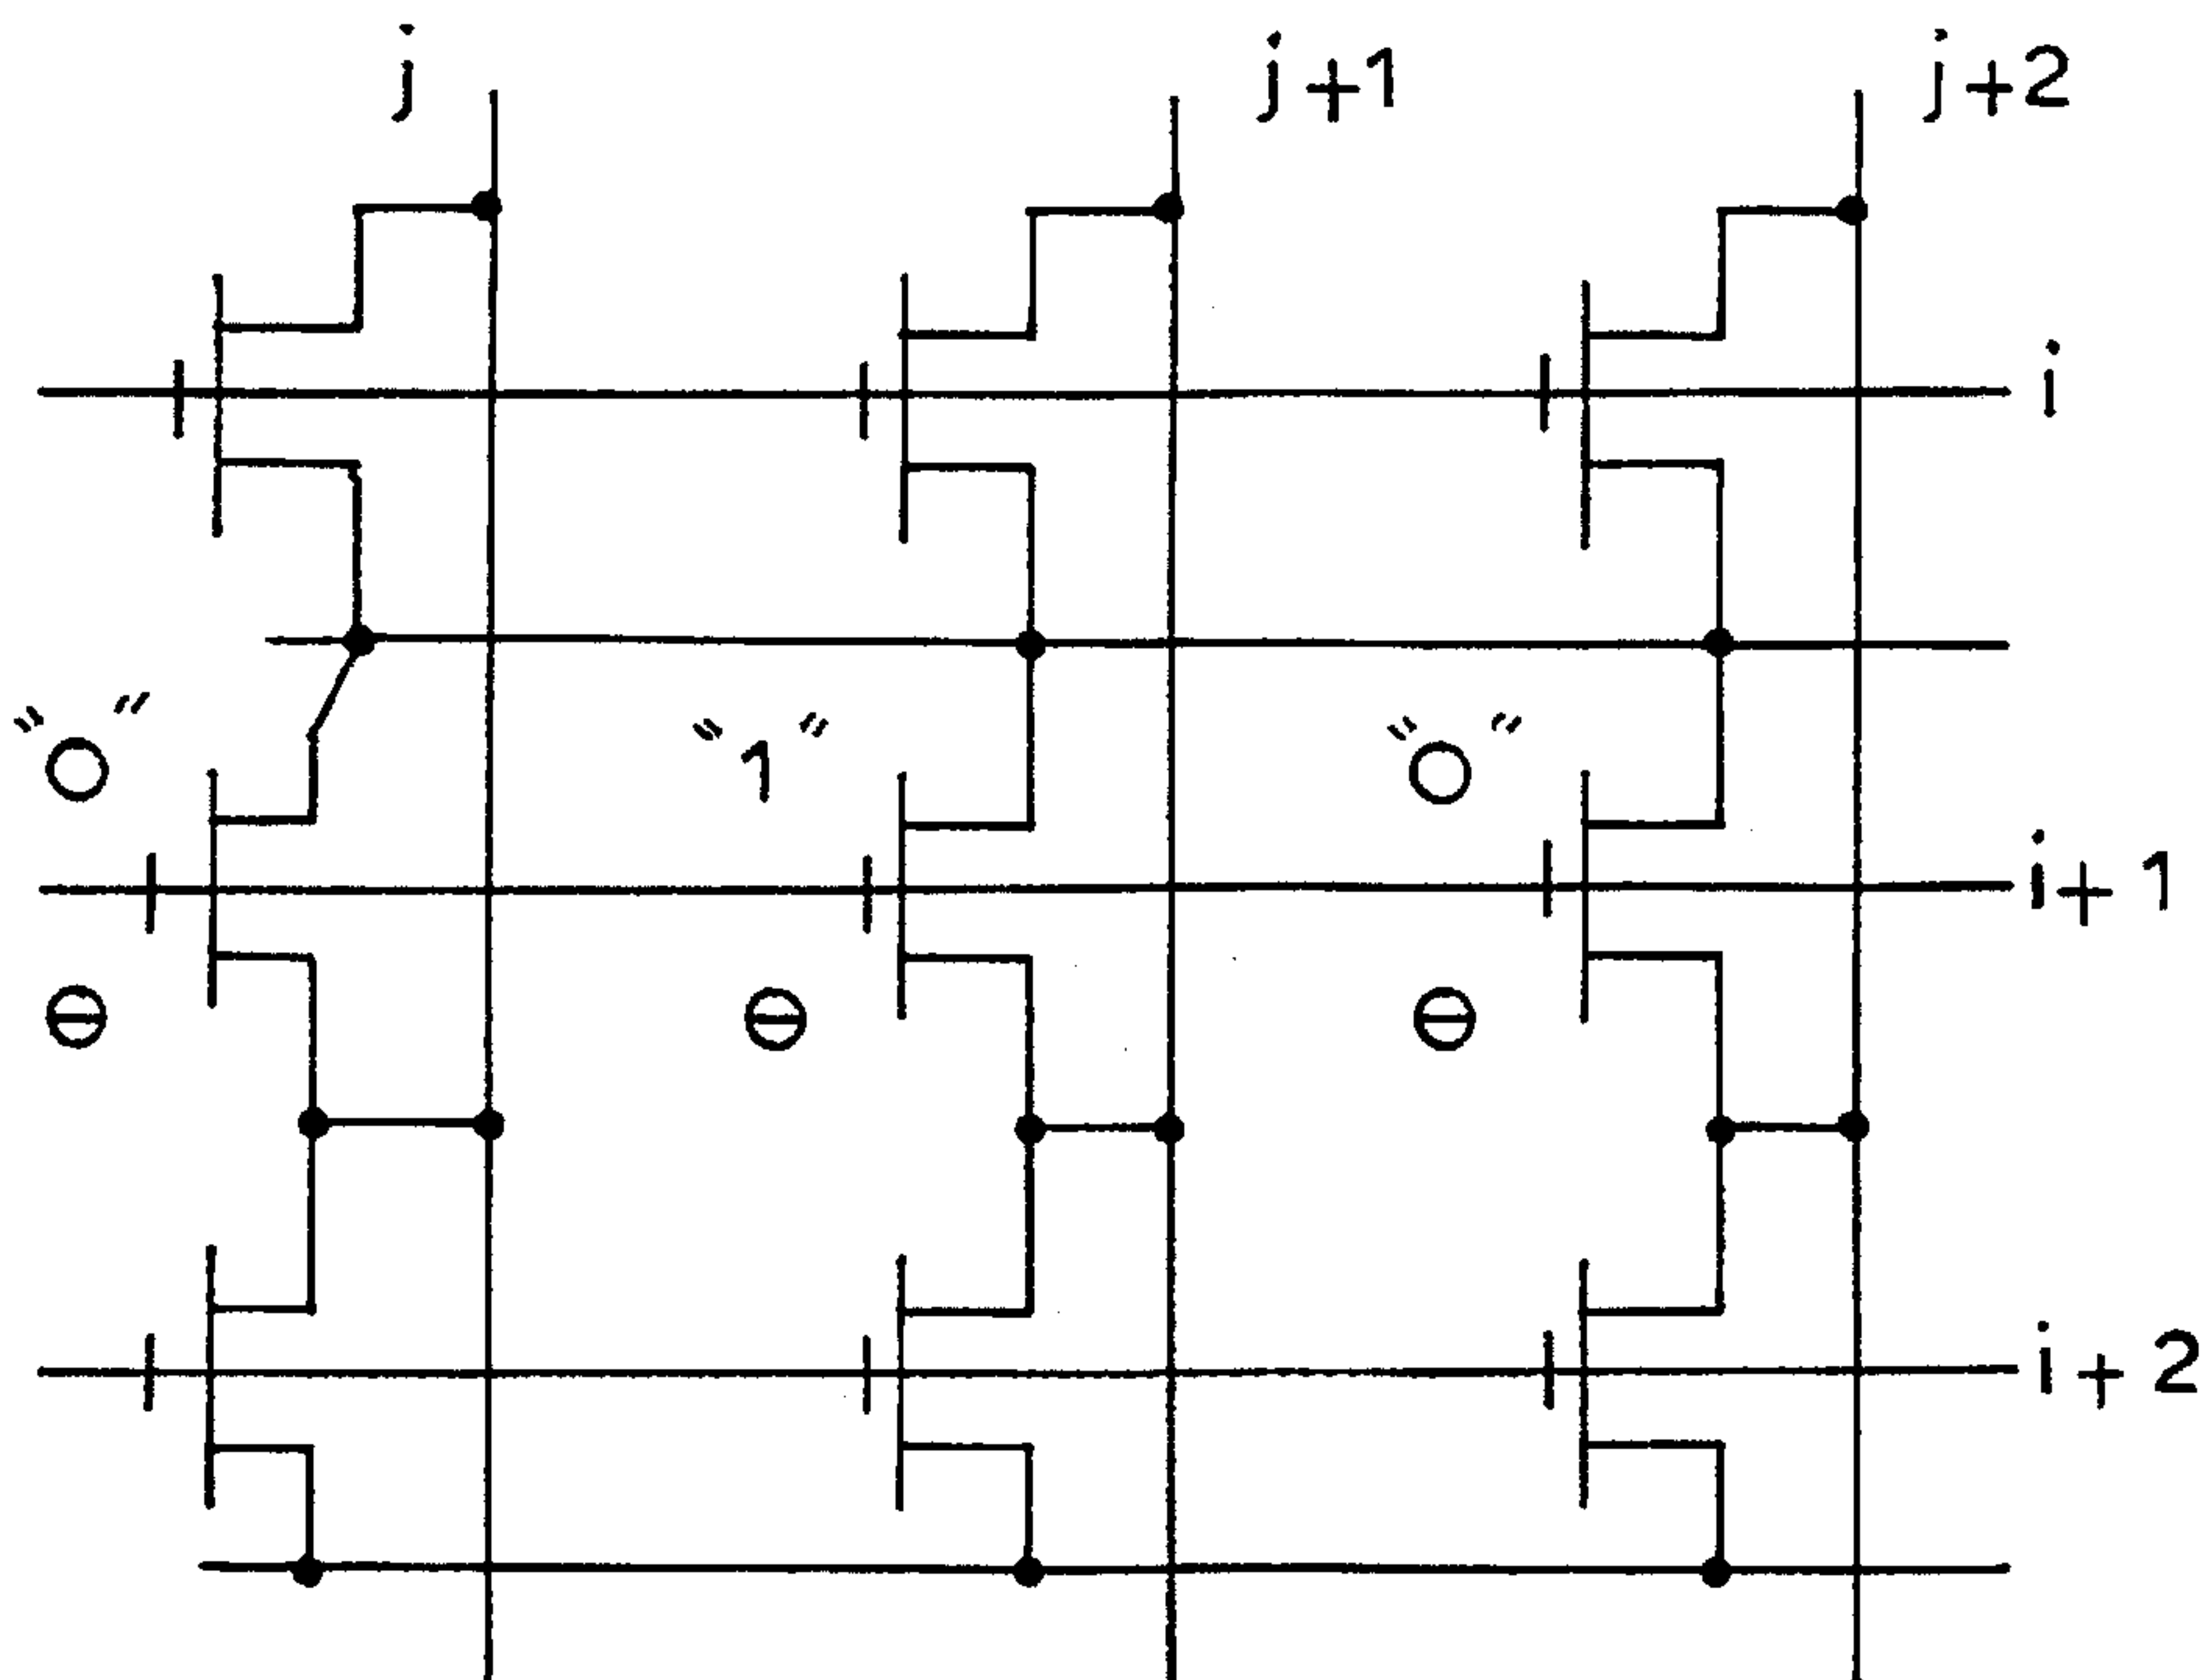 j j+1 j+2
i
"0" "1" "0"
i+1
⊖ ⊖ ⊖
i+2